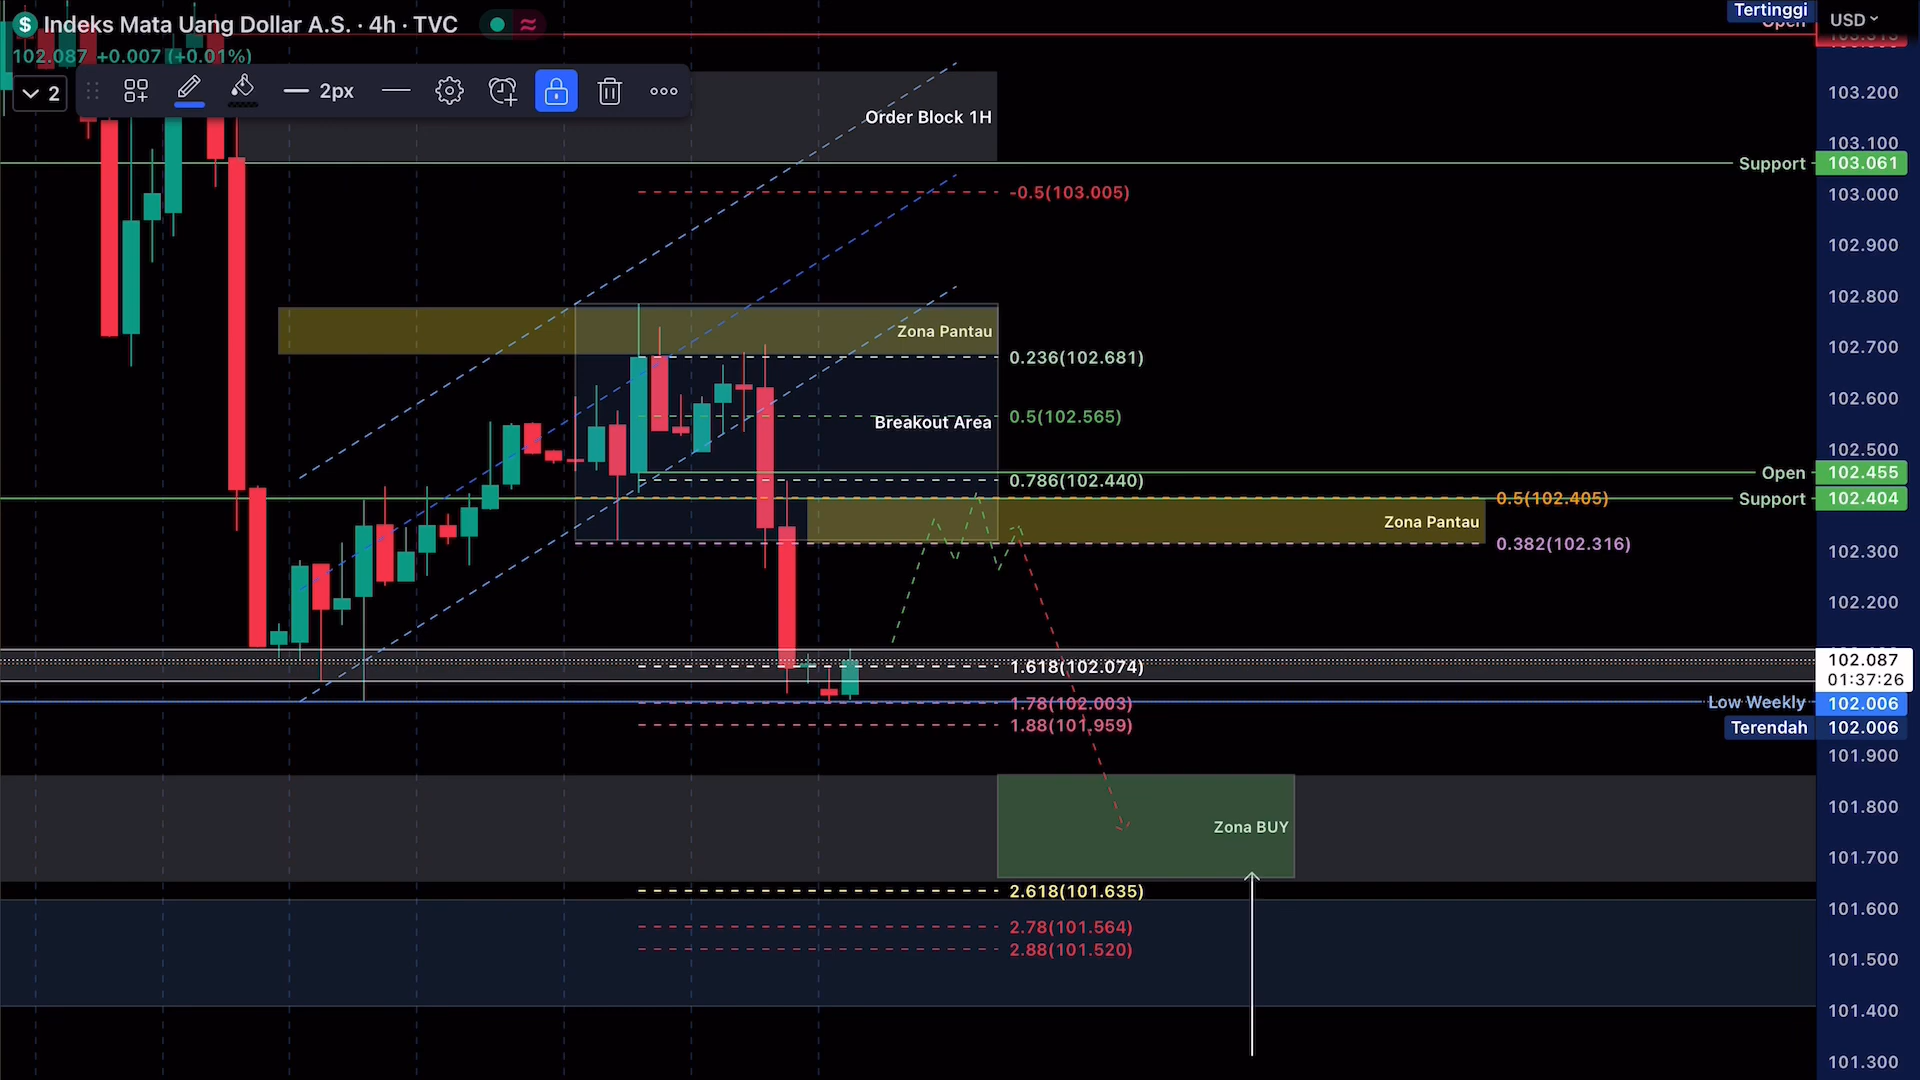 Indeks Mata Uang Dollar A.S. · 4h · TVC
102.087 +0.007 (+0.01%)
2
2px
Tertinggi
Open
USD
103.200
103.100
Order Block 1H
Support
103.061
103.000
-0.5(103.005)
102.900
102.800
Zona Pantau
102.700
0.236(102.681)
102.600
Breakout Area
0.5(102.565)
102.500
Open
102.455
0.786(102.440)
0.5(102.405)
Support
102.404
Zona Pantau
0.382(102.316)
102.300
102.200
102.087
01:37:26
1.618(102.074)
1.78(102.003)
Low Weekly
102.006
1.88(101.959)
Terendah
102.006
101.900
101.800
Zona BUY
101.700
2.618(101.635)
101.600
2.78(101.564)
2.88(101.520)
101.500
101.400
101.300